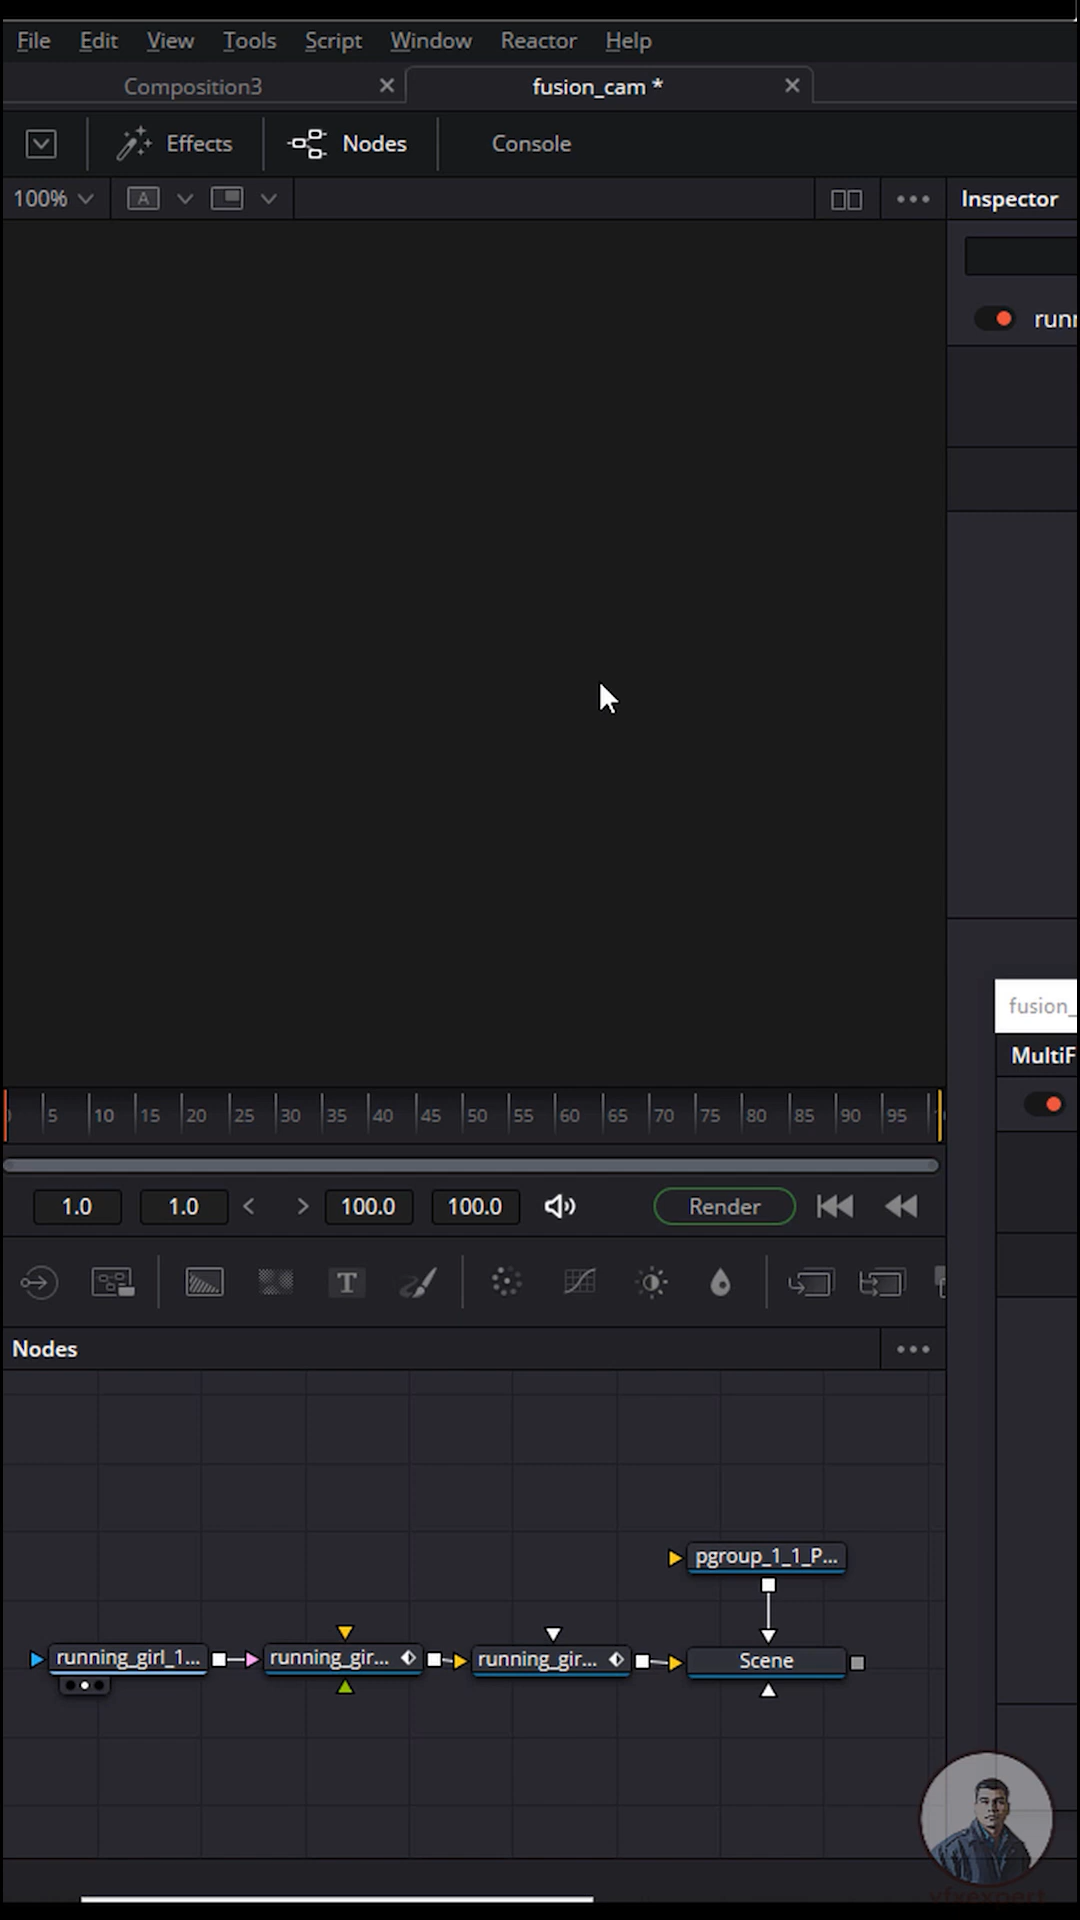 File Edit View Tools Script Window Reactor Help
Composition3 fusion_cam *
Effects Nodes Console
100% A Inspector
runr
fusion_
MultiF
5 10 15 20 25 30 35 40 45 50 55 60 65 70 75 80 85 90 95
1.0 1.0 < > 100.0 100.0 Render
T
Nodes
pgroup_1_1_P...
running_girl_1... running_gir... running_gir... Scene
vfxexpert